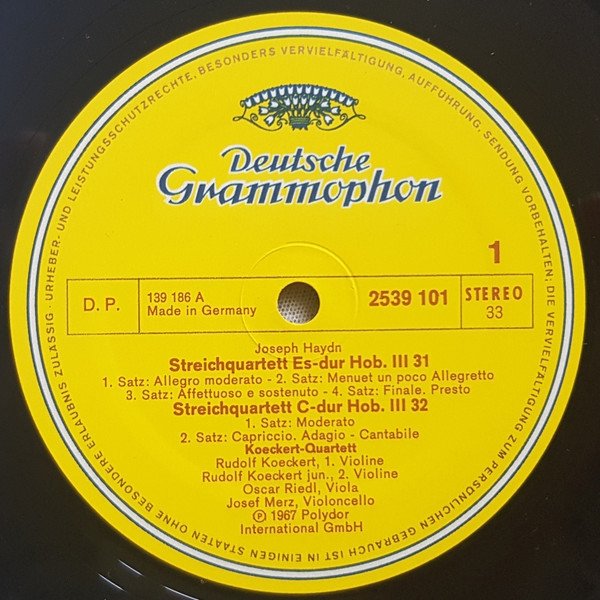 URHEBER- UND LEISTUNGSSCHUTZRECHTE, BESONDERS VERVIELFÄLTIGUNG, AUFFÜHRUNG, SENDUNG VORBEHALTEN; DIE VERVIELFÄLTIGUNG ZUM PERSÖNLICHEN GEBRAUCH IST IN EINIGEN STAATEN OHNE BESONDERE ERLAUBNIS ZULÄSSIG ·
Deutsche
Grammophon
1
D. P.
139 186 A
Made in Germany
2539 101
STEREO
33
Joseph Haydn
Streichquartett Es-dur Hob. III 31
1. Satz: Allegro moderato - 2. Satz: Menuet un poco Allegretto
3. Satz: Affettuoso e sostenuto - 4. Satz: Finale. Presto
Streichquartett C-dur Hob. III 32
1. Satz: Moderato
2. Satz: Capriccio. Adagio - Cantabile
Koeckert-Quartett
Rudolf Koeckert, 1. Violine
Rudolf Koeckert jun., 2. Violine
Oscar Riedl, Viola
Josef Merz, Violoncello
℗ 1967 Polydor
International GmbH